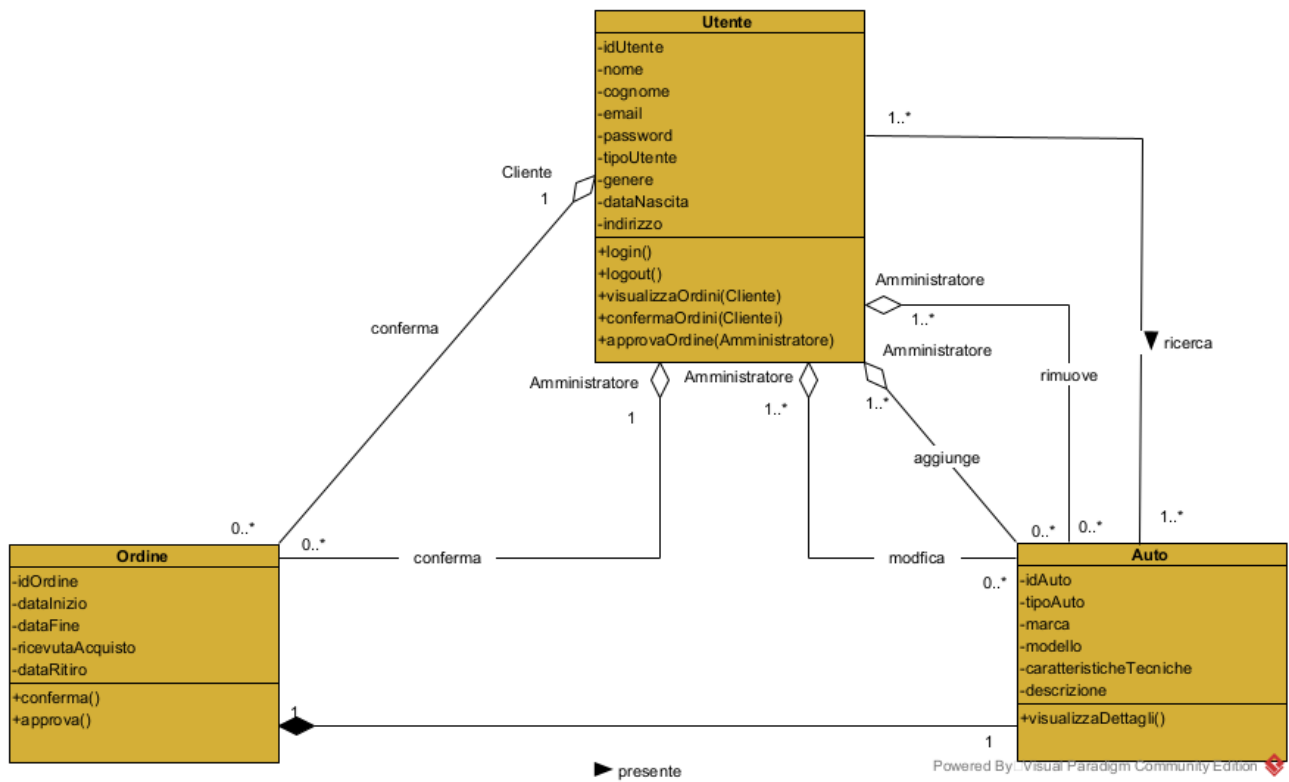 Utente
-idUtente
-nome
-cognome
-email
-password
-tipoUtente
-genere
-dataNascita
-indirizzo
+login()
+logout()
+visualizzaOrdini(Cliente)
+confermaOrdini(Clientei)
+approvaOrdine(Amministratore)
1..*
Cliente
1
Amministratore
1..*
ricerca
conferma
Amministratore
rimuove
Amministratore
1
Amministratore
1..*
1..*
aggiunge
0..*
0..*
conferma
modfica
0..*
0..*
0..*
1..*
Ordine
-idOrdine
-dataInizio
-dataFine
-ricevutaAcquisto
-dataRitiro
+conferma()
+approva()
Auto
-idAuto
-tipoAuto
-marca
-modello
-caratteristicheTecniche
-descrizione
+visualizzaDettagli()
1
1
presente
Powered By: Visual Paradigm Community Edition